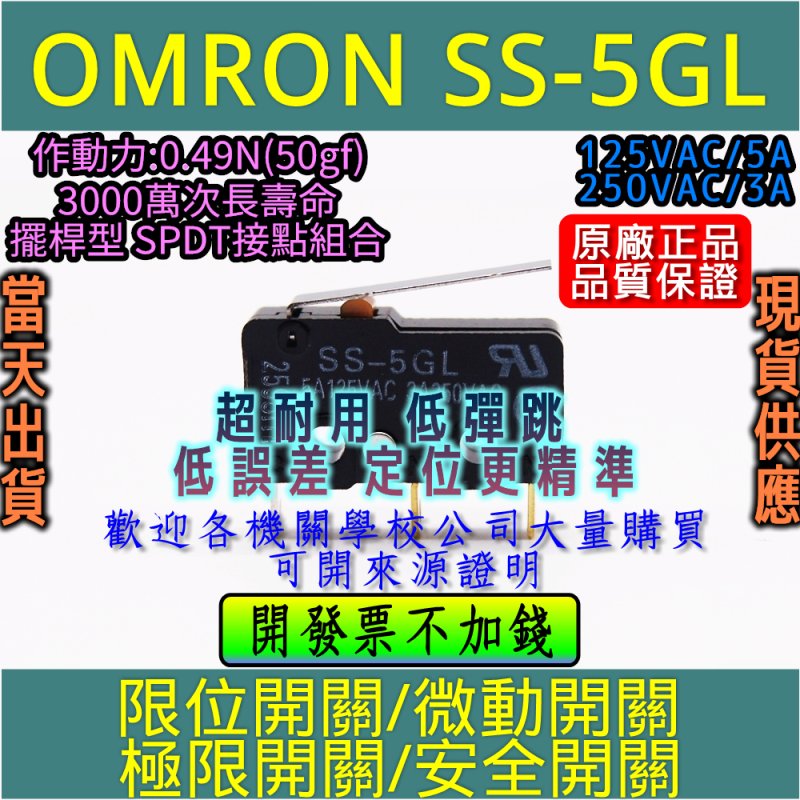 OMRON SS-5GL
作動力:0.49N(50gf)
3000萬次長壽命
擺桿型 SPDT接點組合
125VAC/5A
250VAC/3A
原廠正品
品質保證
當天出貨
現貨供應
SS-5GL
5A125VAC 3A250VAC
超耐用 低彈跳
低誤差 定位更精準
歡迎各機關學校公司大量購買
可開來源證明
開發票不加錢
限位開關/微動開關
極限開關/安全開關